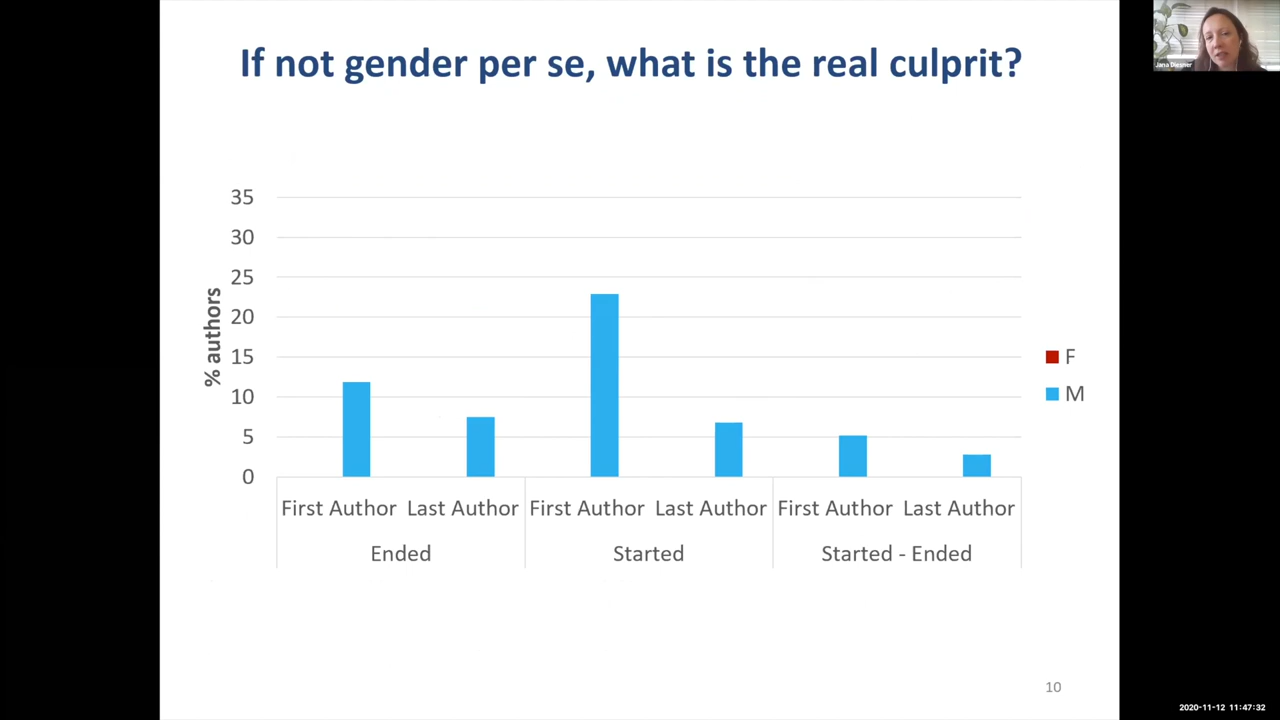 If not gender per se, what is the real culprit?
Jana Diesner
35
30
25
20
15
10
5
0
% authors
F
M
First Author Last Author First Author Last Author First Author Last Author
Ended Started Started - Ended
10
2020-11-12 11:47:32